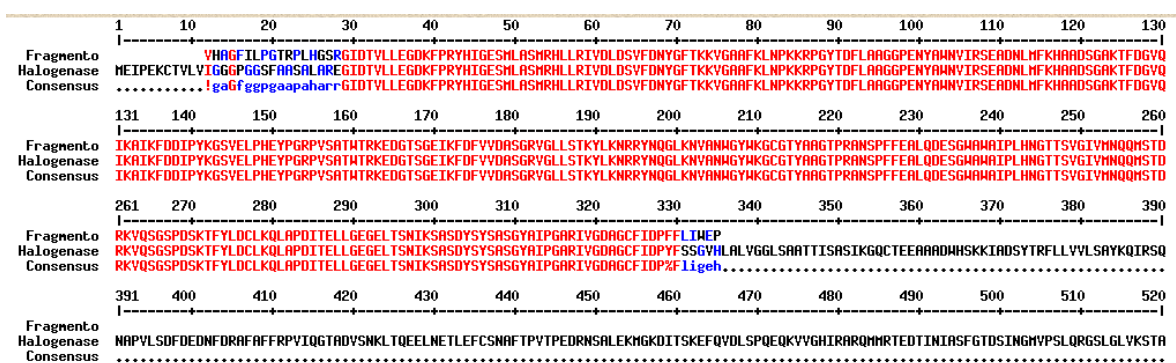 1 10 20 30 40 50 60 70 80 90 100 110 120 130
|--------+---------+---------+---------+---------+---------+---------+---------+---------+---------+---------+---------+---------|
Fragmento VHAGFILPGTRPLHGSRGIDTVLLEGDKFPRYHIGESMLASMRHLLRIVDLDSVFDNYGFTKKVGAAFKLNPKKRPGYTDFLAAGGPENYAWNVIRSEADNLMFKHAADSGAKTFDGVQ
Halogenase MEIPEKCTVLVIGGGPGGSFAASALAREGIDTVLLEGDKFPRYHIGESMLASMRHLLRIVDLDSVFDNYGFTKKVGAAFKLNPKKRPGYTDFLAAGGPENYAWNVIRSEADNLMFKHAADSGAKTFDGVQ
Consensus ...........!gaGfggpgaapaharrGIDTVLLEGDKFPRYHIGESMLASMRHLLRIVDLDSVFDNYGFTKKVGAAFKLNPKKRPGYTDFLAAGGPENYAWNVIRSEADNLMFKHAADSGAKTFDGVQ
131 140 150 160 170 180 190 200 210 220 230 240 250 260
|--------+---------+---------+---------+---------+---------+---------+---------+---------+---------+---------+---------+---------|
Fragmento IKAIKFDDIPYKGSVELPHEYPGRPVSATWTRKEDGTSGEIKFDFVVDASGRVGLLSTKYLKNRRYNQGLKNVANWGYWKGCGTYAAGTPRANSPFFEALQDESGWAWAIPLHNGTTSVGIVMNQQMSTD
Halogenase IKAIKFDDIPYKGSVELPHEYPGRPVSATWTRKEDGTSGEIKFDFVVDASGRVGLLSTKYLKNRRYNQGLKNVANWGYWKGCGTYAAGTPRANSPFFEALQDESGWAWAIPLHNGTTSVGIVMNQQMSTD
Consensus IKAIKFDDIPYKGSVELPHEYPGRPVSATWTRKEDGTSGEIKFDFVVDASGRVGLLSTKYLKNRRYNQGLKNVANWGYWKGCGTYAAGTPRANSPFFEALQDESGWAWAIPLHNGTTSVGIVMNQQMSTD
261 270 280 290 300 310 320 330 340 350 360 370 380 390
|--------+---------+---------+---------+---------+---------+---------+---------+---------+---------+---------+---------+---------|
Fragmento RKVQSGSPDSKTFYLDCLKQLAPDITELLGEGELTSNIKSASDYSYSASGYAIPGARIVGDAGCFIDPFFLIWEP
Halogenase RKVQSGSPDSKTFYLDCLKQLAPDITELLGEGELTSNIKSASDYSYSASGYAIPGARIVGDAGCFIDPYFSSGVHLALVGGLSAATTISASIKGQCTEEAAADWHSKKIADSYTRFLLVVLSAYKQIRSQ
Consensus RKVQSGSPDSKTFYLDCLKQLAPDITELLGEGELTSNIKSASDYSYSASGYAIPGARIVGDAGCFIDP%Fligeh.......................................................
391 400 410 420 430 440 450 460 470 480 490 500 510 520
|--------+---------+---------+---------+---------+---------+---------+---------+---------+---------+---------+---------+---------|
Fragmento
Halogenase NAPVLSDFDEDNFDRAFAFFRPVIQGTADVSNKLTQEELNETLEFCSNAFTPVTPEDRNSALEKMGKDITSKEFQVDLSPQEQKVVGHIRARQMMRTEDTINIASFGTDSINGMVPSLQRGSLGLVKSTA
Consensus ..................................................................................................................................